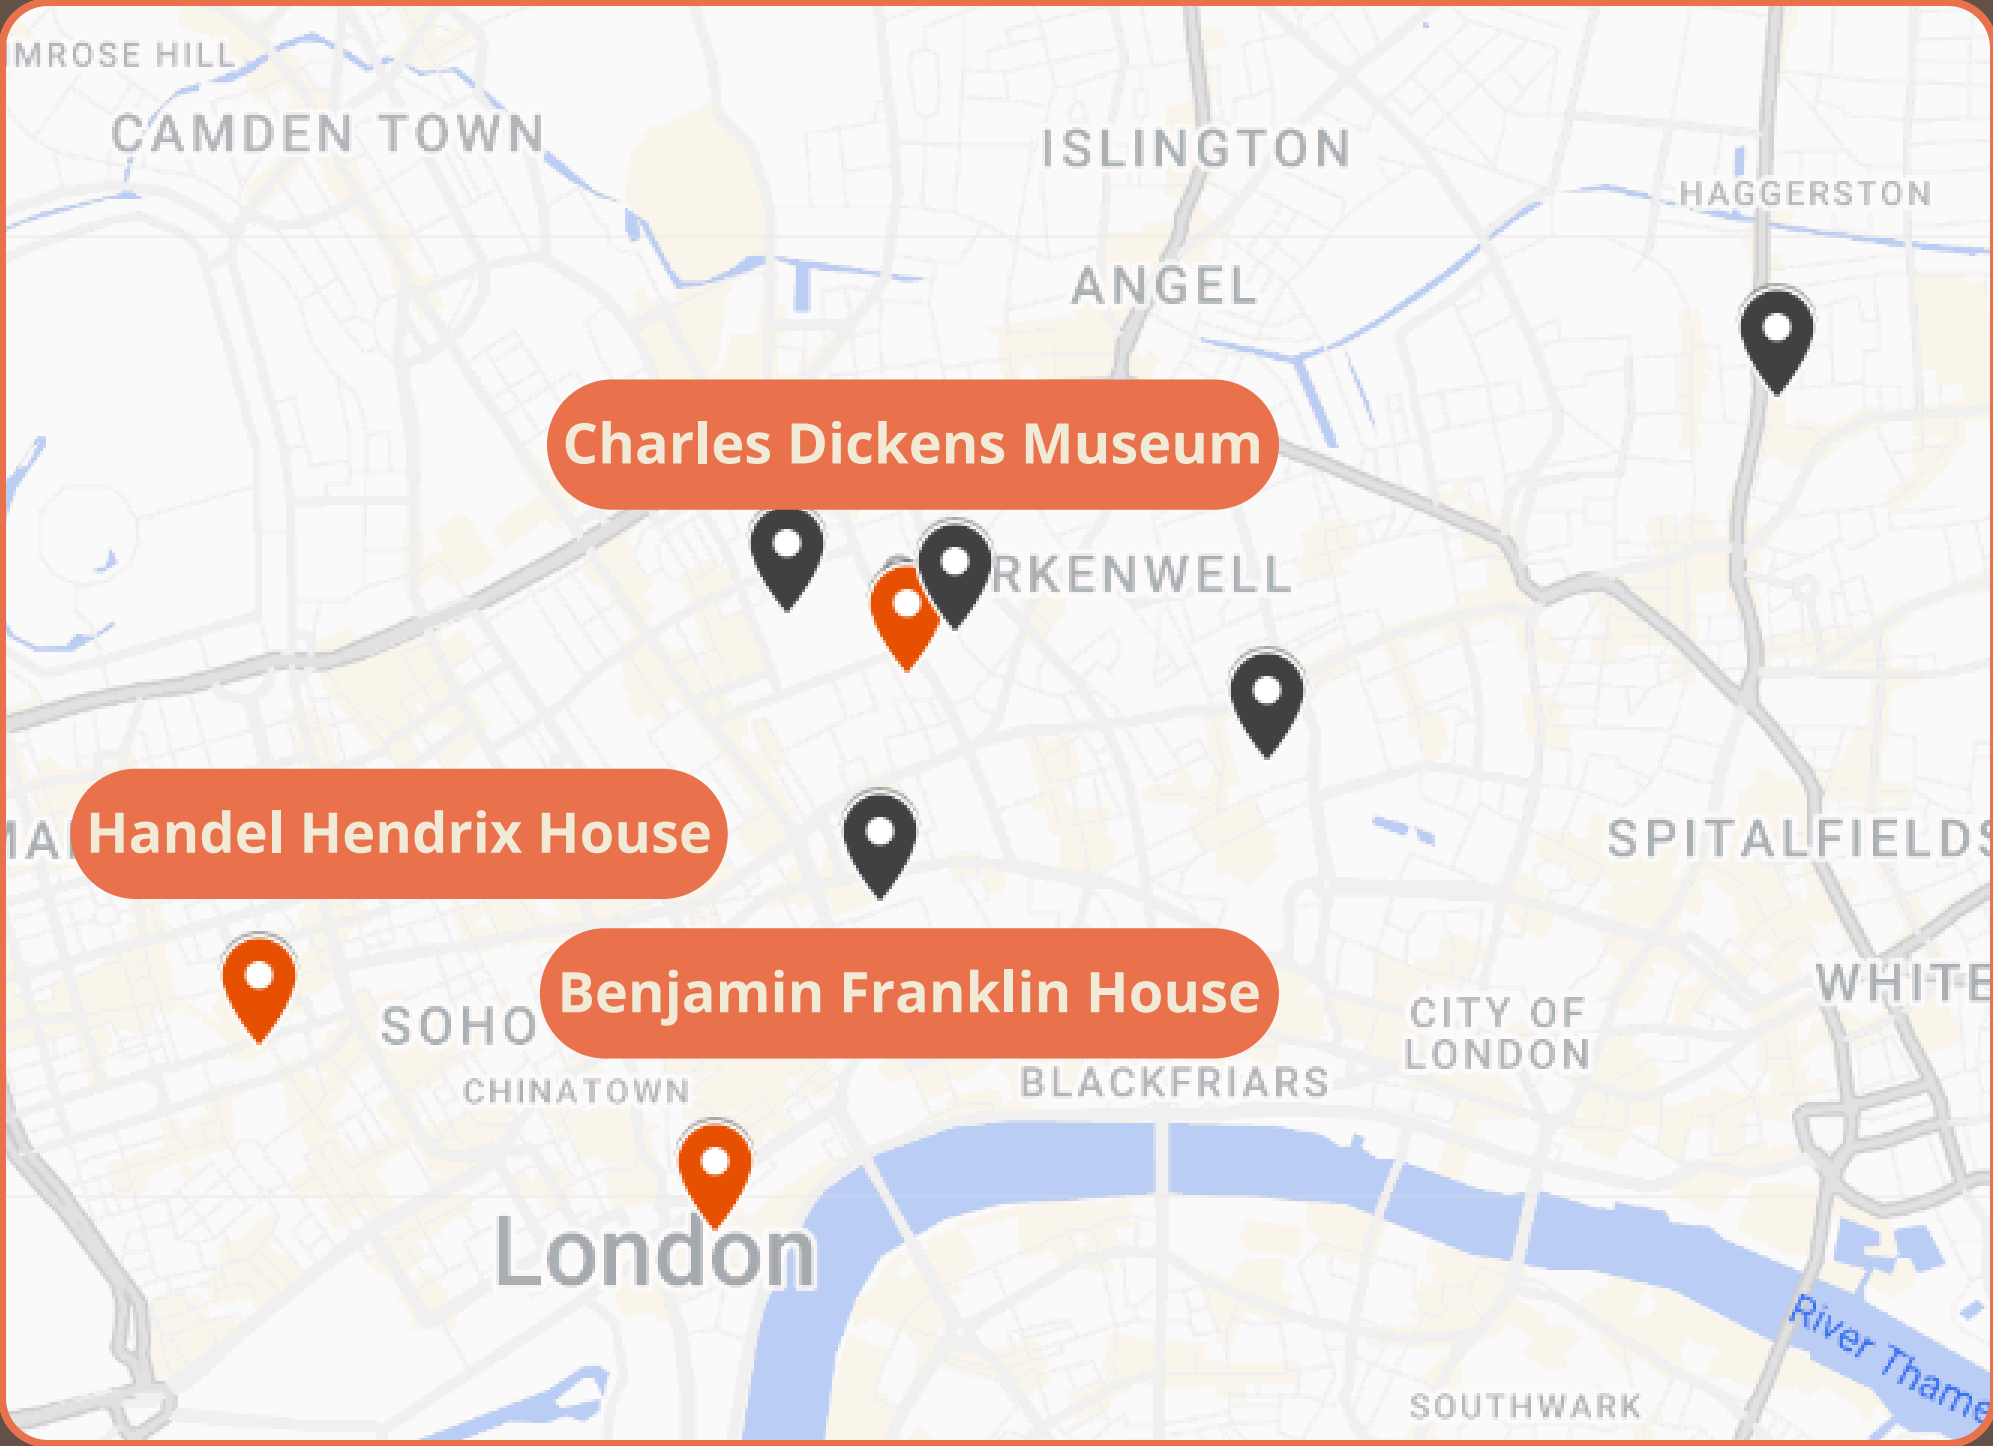 IMROSE HILL
CAMDEN TOWN
ISLINGTON
HAGGERSTON
ANGEL
Charles Dickens Museum
RKENWELL
Handel Hendrix House
SPITALFIELDS
Benjamin Franklin House
WHITE
SOHO
CITY OF
LONDON
CHINATOWN
BLACKFRIARS
London
River Thame
SOUTHWARK